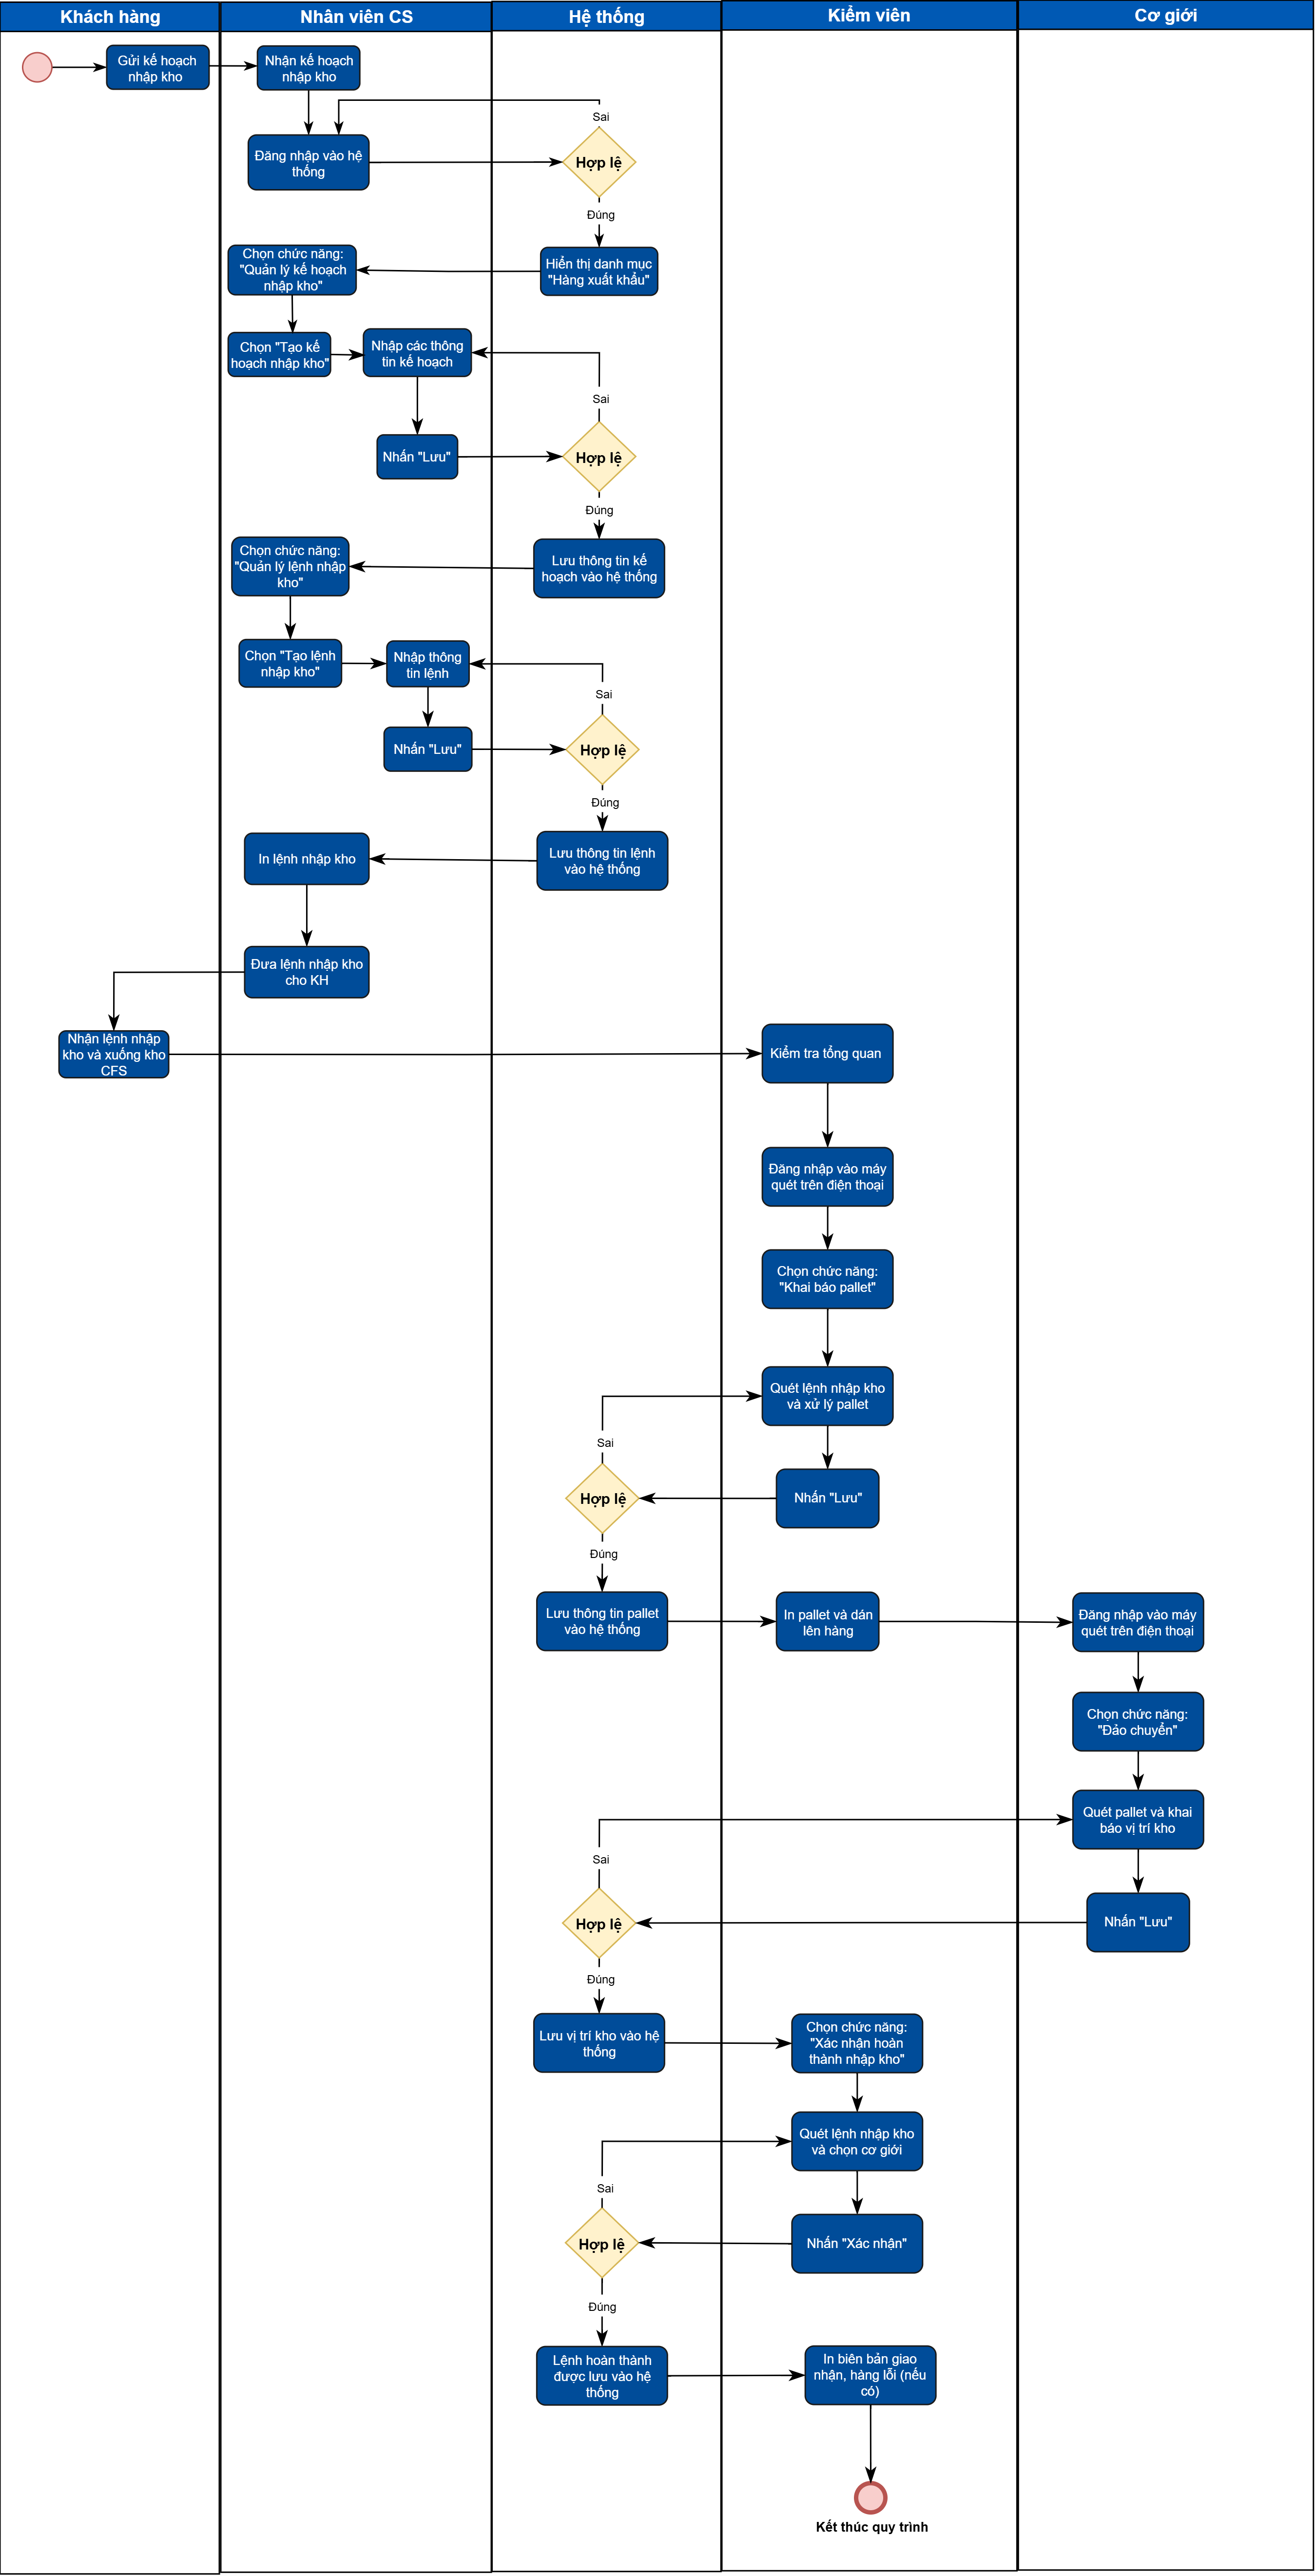 Khách hàng
Nhân viên CS
Hệ thống
Kiểm viên
Cơ giới
Gửi kế hoạch
nhập kho
Nhận kế hoạch
nhập kho
Sai
Đăng nhập vào hệ
thống
Hợp lệ
Đúng
Hiển thị danh mục
"Hàng xuất khẩu"
Chọn chức năng:
"Quản lý kế hoạch
nhập kho"
Chọn "Tạo kế
hoạch nhập kho"
Nhập các thông
tin kế hoạch
Sai
Nhấn "Lưu"
Hợp lệ
Đúng
Lưu thông tin kế
hoạch vào hệ thống
Chọn chức năng:
"Quản lý lệnh nhập
kho"
Chọn "Tạo lệnh
nhập kho"
Nhập thông
tin lệnh
Sai
Nhấn "Lưu"
Hợp lệ
Đúng
Lưu thông tin lệnh
vào hệ thống
In lệnh nhập kho
Đưa lệnh nhập kho
cho KH
Nhận lệnh nhập
kho và xuống kho
CFS
Kiểm tra tổng quan
Đăng nhập vào máy
quét trên điện thoại
Chọn chức năng:
"Khai báo pallet"
Quét lệnh nhập kho
và xử lý pallet
Sai
Nhấn "Lưu"
Hợp lệ
Đúng
Lưu thông tin pallet
vào hệ thống
In pallet và dán
lên hàng
Đăng nhập vào máy
quét trên điện thoại
Chọn chức năng:
"Đảo chuyển"
Quét pallet và khai
báo vị trí kho
Sai
Nhấn "Lưu"
Hợp lệ
Đúng
Lưu vị trí kho vào hệ
thống
Chọn chức năng:
"Xác nhận hoàn
thành nhập kho"
Quét lệnh nhập kho
và chọn cơ giới
Sai
Nhấn "Xác nhận"
Hợp lệ
Đúng
Lệnh hoàn thành
được lưu vào hệ
thống
In biên bản giao
nhận, hàng lỗi (nếu
có)
Kết thúc quy trình